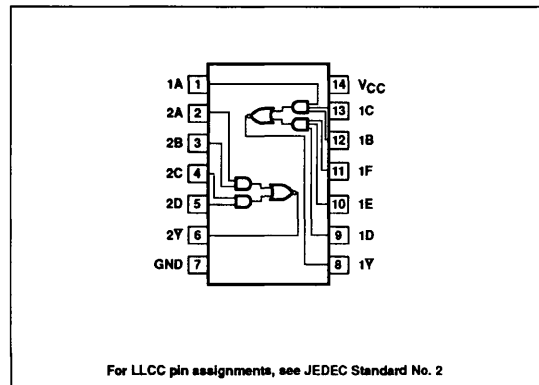 1A 1 14 VCC
2A 2 13 1C
2B 3 12 1B
2C 4 11 1F
2D 5 10 1E
2Y̅ 6 9 1D
GND 7 8 1Y̅
For LLCC pin assignments, see JEDEC Standard No. 2